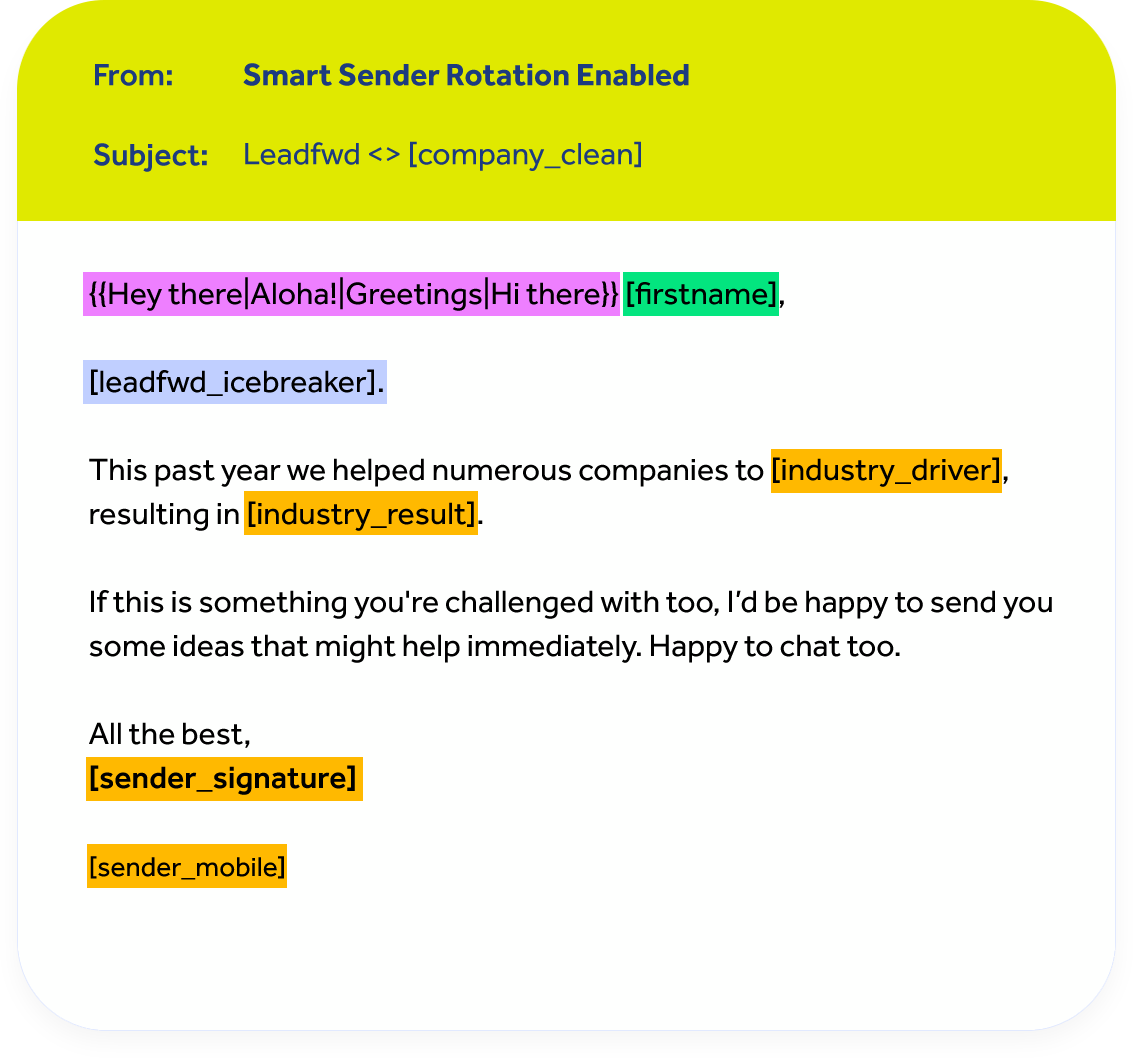 From: Smart Sender Rotation Enabled
Subject: Leadfwd <> [company_clean]
{{Hey there|Aloha!|Greetings|Hi there}} [firstname],
[leadfwd_icebreaker].
This past year we helped numerous companies to [industry_driver],
resulting in [industry_result].
If this is something you're challenged with too, I’d be happy to send you
some ideas that might help immediately. Happy to chat too.
All the best,
[sender_signature]
[sender_mobile]